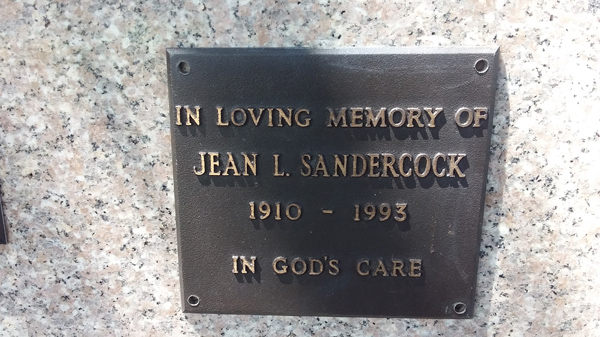 IN LOVING MEMORY OF
JEAN L. SANDERCOCK
1910 - 1993
IN GOD'S CARE